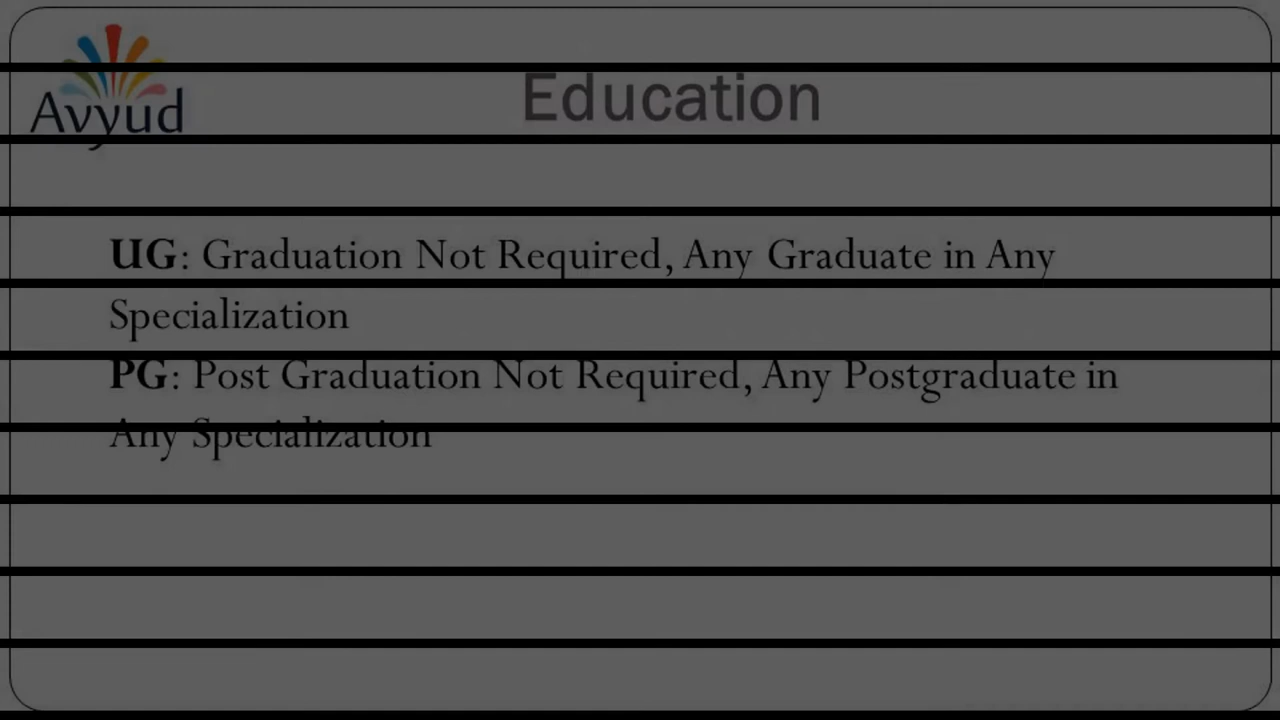 Avyud
Education
UG: Graduation Not Required, Any Graduate in Any
Specialization
PG: Post Graduation Not Required, Any Postgraduate in
Any Specialization